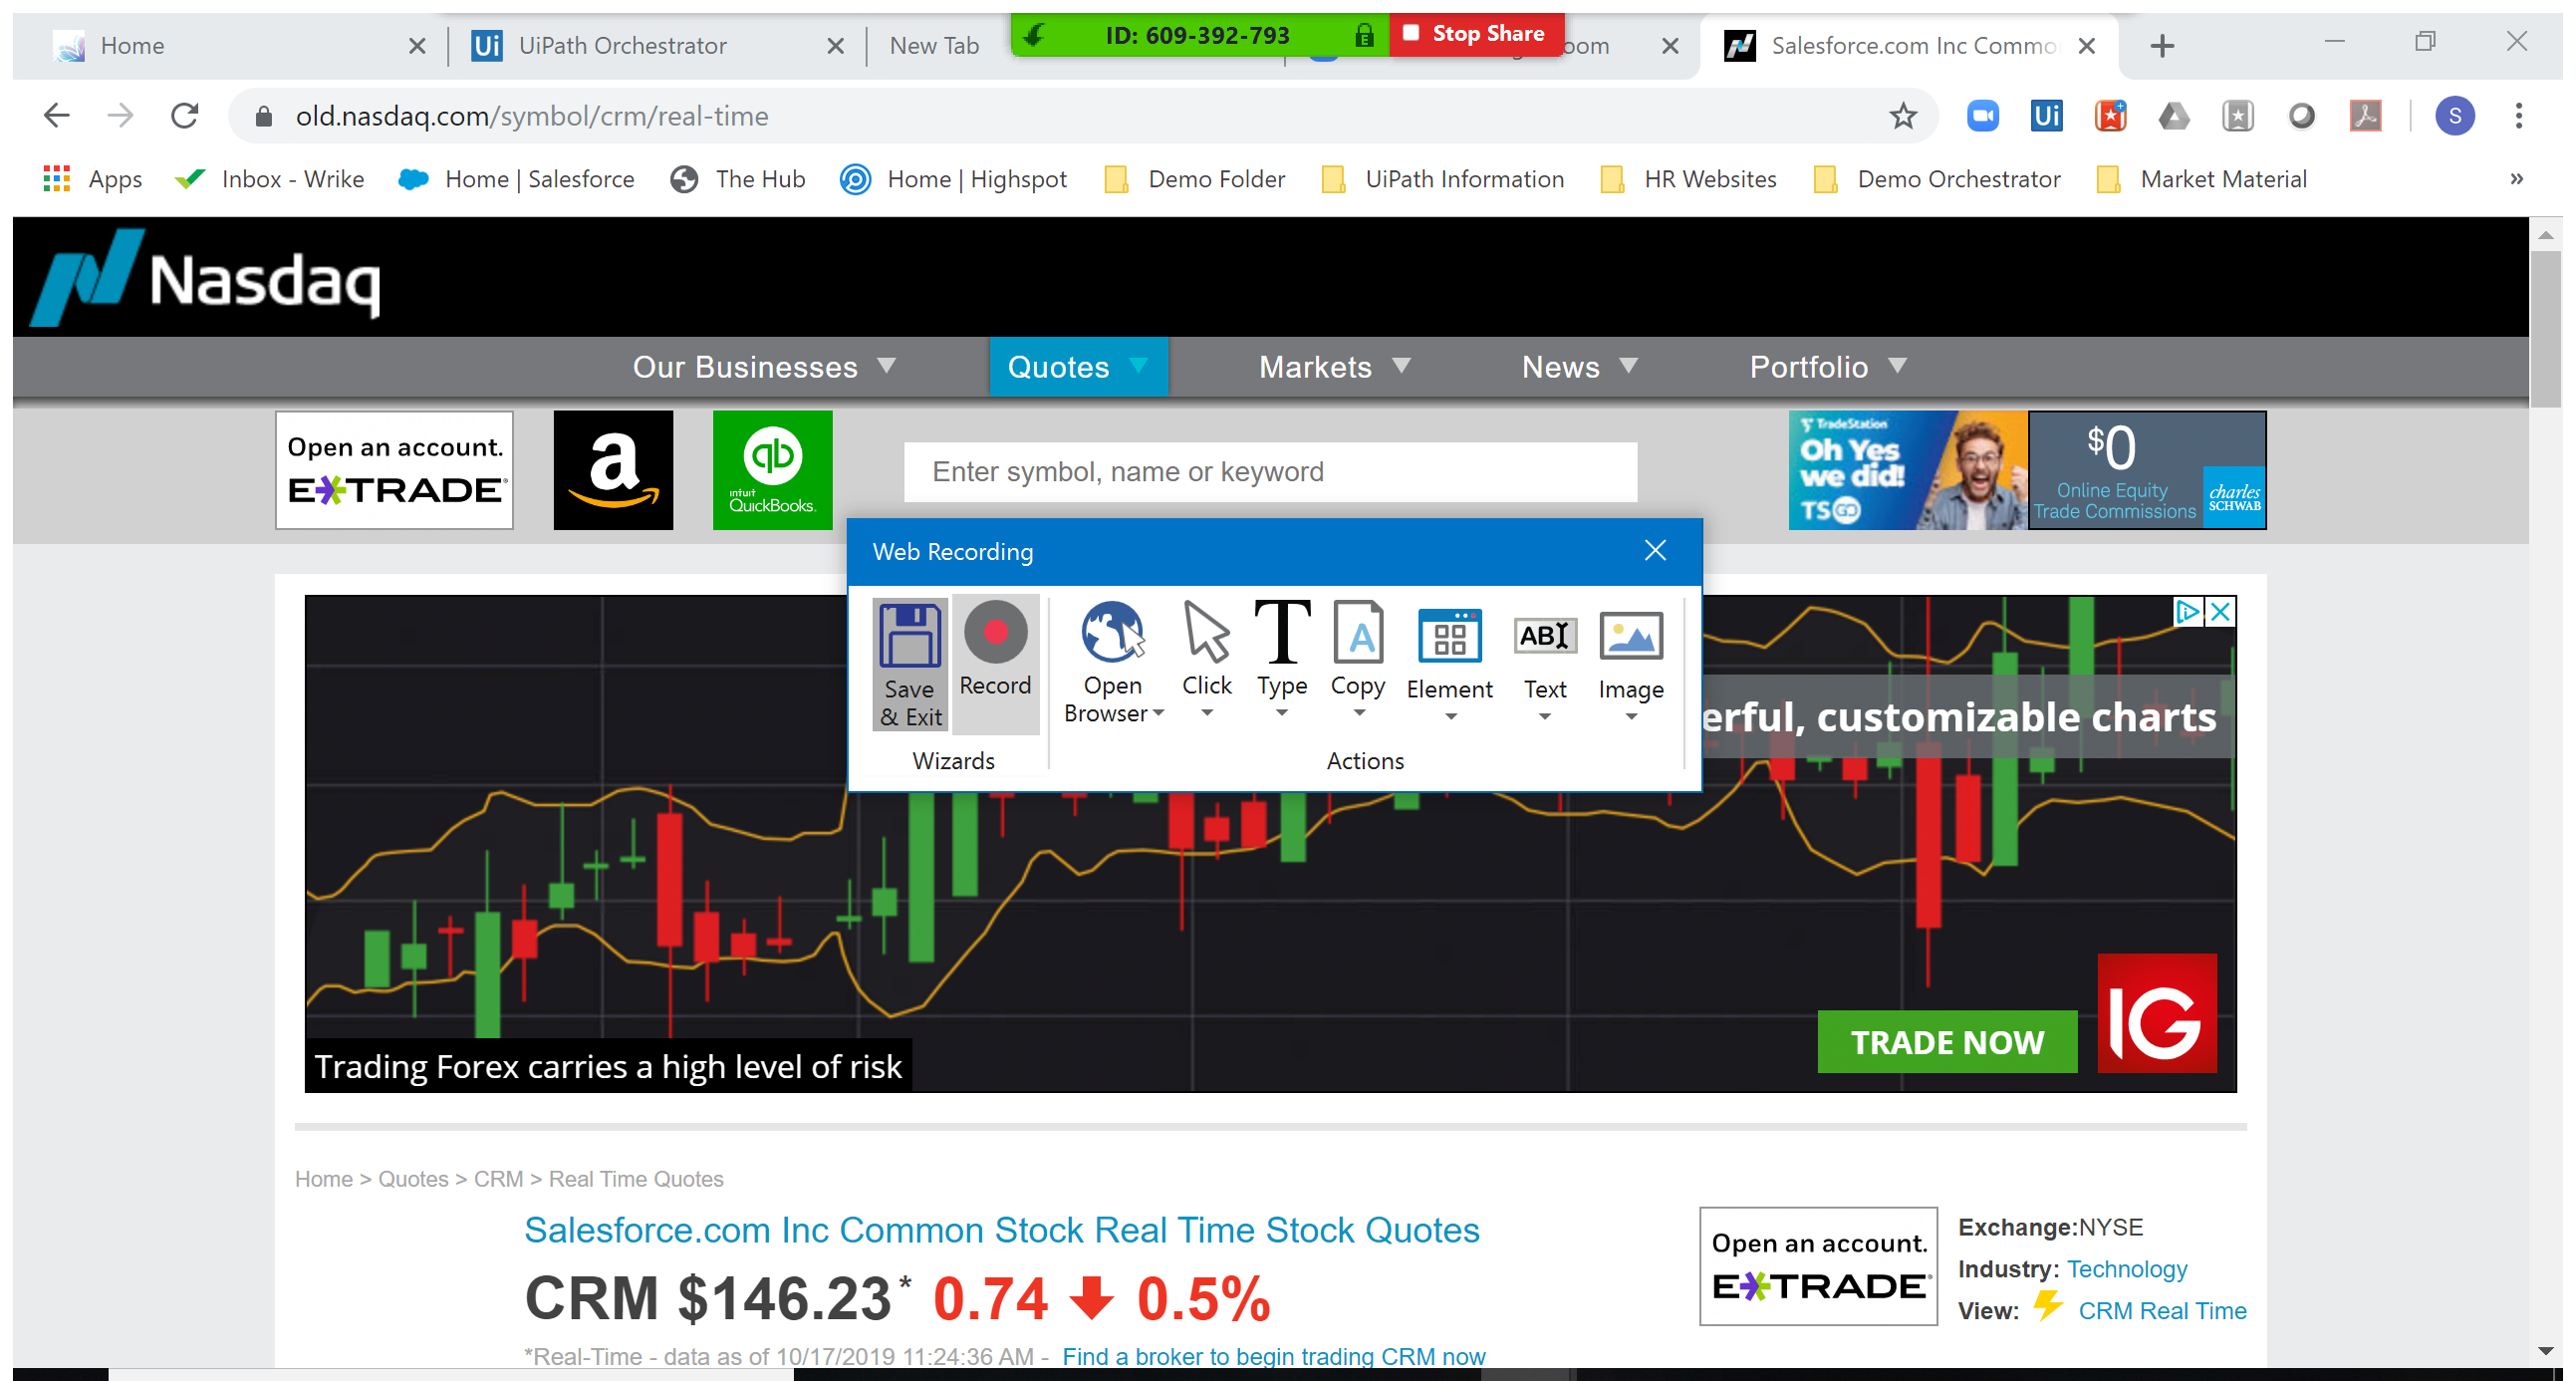 Home
UiPath Orchestrator
New Tab
ID: 609-392-793
Stop Share
oom
Salesforce.com Inc Commo
old.nasdaq.com/symbol/crm/real-time
Ui
S
Apps
Inbox - Wrike
Home | Salesforce
The Hub
Home | Highspot
Demo Folder
UiPath Information
HR Websites
Demo Orchestrator
Market Material
»
Nasdaq
Our Businesses
Quotes
Markets
News
Portfolio
Open an account.
E*TRADE
a
qb
intuit
QuickBooks.
Enter symbol, name or keyword
TradeStation
Oh Yes
we did!
TS GO
$0
Online Equity
Trade Commissions
charles
SCHWAB
Web Recording
Save
& Exit
Record
Open
Browser
Click
Type
Copy
Element
Text
Image
Wizards
Actions
erful, customizable charts
Trading Forex carries a high level of risk
TRADE NOW
IG
Home > Quotes > CRM > Real Time Quotes
Salesforce.com Inc Common Stock Real Time Stock Quotes
CRM $146.23* 0.74 0.5%
*Real-Time - data as of 10/17/2019 11:24:36 AM - Find a broker to begin trading CRM now
Open an account.
E*TRADE
Exchange:NYSE
Industry: Technology
View: CRM Real Time